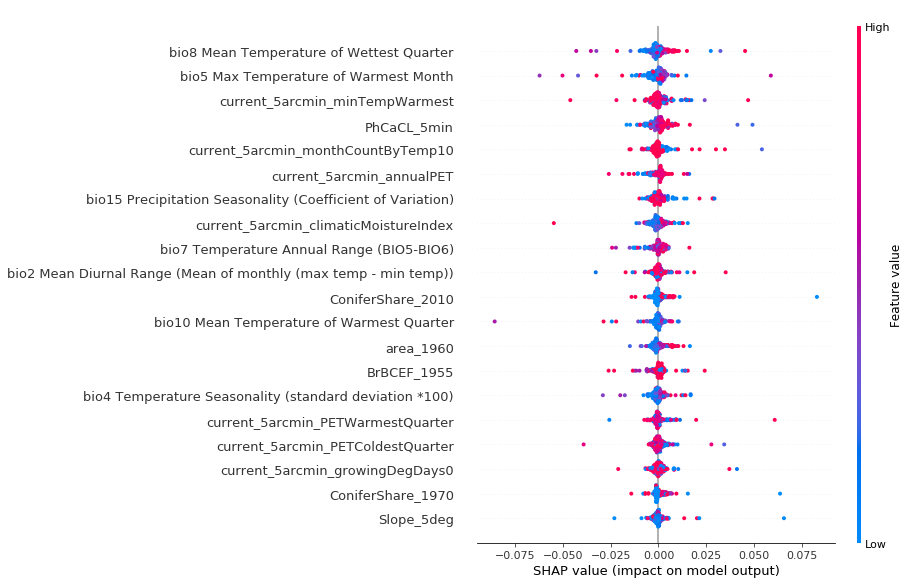 High
bio8 Mean Temperature of Wettest Quarter
bio5 Max Temperature of Warmest Month
current_5arcmin_minTempWarmest
PhCaCL_5min
current_5arcmin_monthCountByTemp10
current_5arcmin_annualPET
bio15 Precipitation Seasonality (Coefficient of Variation)
current_5arcmin_climaticMoistureIndex
bio7 Temperature Annual Range (BIO5-BIO6)
bio2 Mean Diurnal Range (Mean of monthly (max temp - min temp))
ConiferShare_2010
bio10 Mean Temperature of Warmest Quarter
area_1960
BrBCEF_1955
bio4 Temperature Seasonality (standard deviation *100)
current_5arcmin_PETWarmestQuarter
current_5arcmin_PETColdestQuarter
current_5arcmin_growingDegDays0
ConiferShare_1970
Slope_5deg
Feature value
Low
−0.075 −0.050 −0.025 0.000 0.025 0.050 0.075
SHAP value (impact on model output)